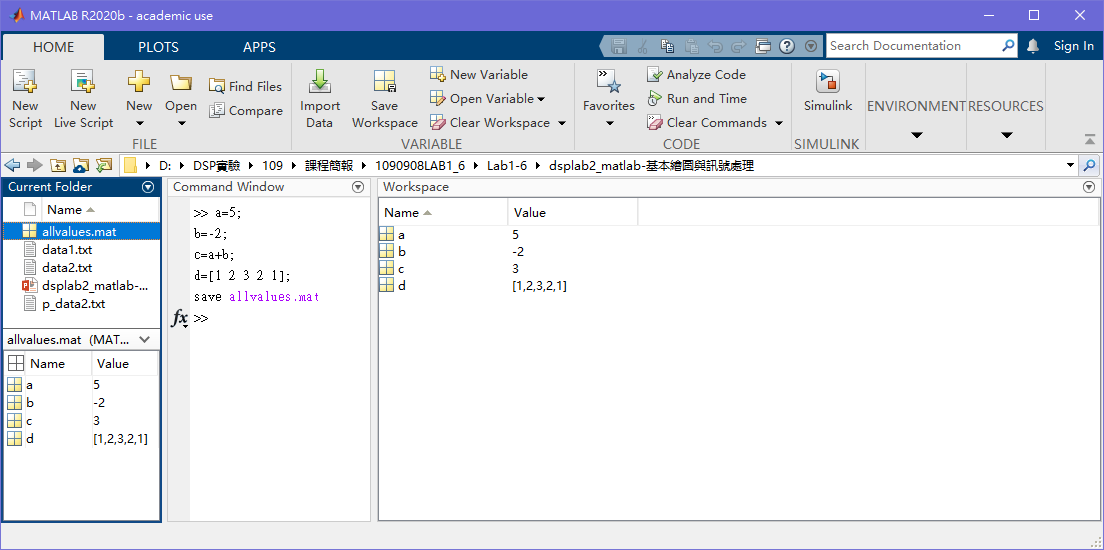 MATLAB R2020b - academic use
HOME PLOTS APPS
Search Documentation
Sign In
New Script
New Live Script
New
Open
Find Files
Compare
FILE
Import Data
Save Workspace
New Variable
Open Variable
Clear Workspace
VARIABLE
Favorites
Analyze Code
Run and Time
Clear Commands
CODE
Simulink
SIMULINK
ENVIRONMENT
RESOURCES
D: DSP實驗 109 課程簡報 1090908LAB1_6 Lab1-6 dsplab2_matlab-基本繪圖與訊號處理
Current Folder
Name
allvalues.mat
data1.txt
data2.txt
dsplab2_matlab-...
p_data2.txt
allvalues.mat (MAT...
Name Value
a 5
b -2
c 3
d [1,2,3,2,1]
Command Window
>> a=5;
b=-2;
c=a+b;
d=[1 2 3 2 1];
save allvalues.mat
fx >>
Workspace
Name Value
a 5
b -2
c 3
d [1,2,3,2,1]